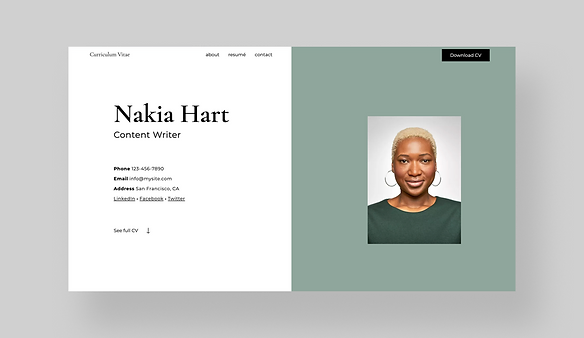 Curriculum Vitae
about resumé contact
Download CV
Nakia Hart
Content Writer
Phone 123-456-7890
Email info@mysite.com
Address San Francisco, CA
LinkedIn • Facebook • Twitter
See full CV ↓